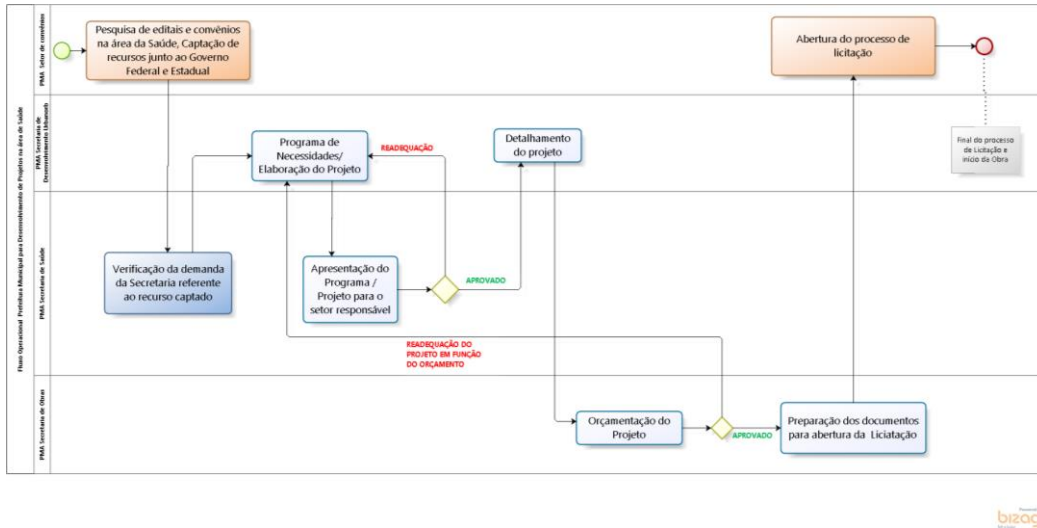 Fluxo Operacional Prefeitura Municipal para Desenvolvimento de Projetos na área de Saúde
PMA Setor de convênios
Pesquisa de editais e convênios
na área da Saúde, Captação de
recursos junto ao Governo
Federal e Estadual
Abertura do processo de
licitação
Final do processo
de Licitação e
início da Obra
PMA Secretaria de
Desenvolvimento Urbano
Programa de
Necessidades/
Elaboração do Projeto
READEQUAÇÃO
Detalhamento
do projeto
PMA Secretaria de Saúde
Verificação da demanda
da Secretaria referente
ao recurso captado
Apresentação do
Programa /
Projeto para o
setor responsável
APROVADO
READEQUAÇÃO DO
PROJETO EM FUNÇÃO
DO ORÇAMENTO
PMA Secretaria de Obras
Orçamentação do
Projeto
APROVADO
Preparação dos documentos
para abertura da Liciatação